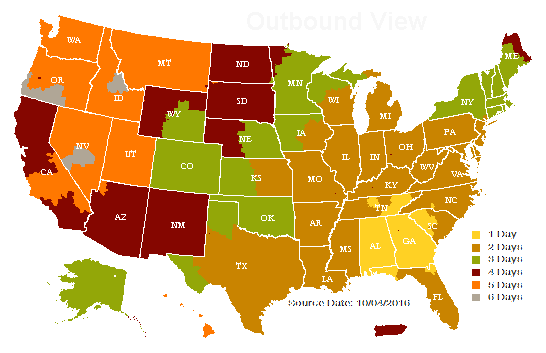 Outbound View
WA
MT
ND
OR
ID
MN
ME
SD
WI
WY
NY
MI
NE
IA
PA
NV
OH
IL
IN
UT
CO
WV
CA
VA
KS
MO
KY
NC
TN
OK
AZ
NM
AR
SC
AL
GA
MS
TX
LA
FL
1 Day
2 Days
3 Days
4 Days
5 Days
6 Days
Source Date: 10/04/2016